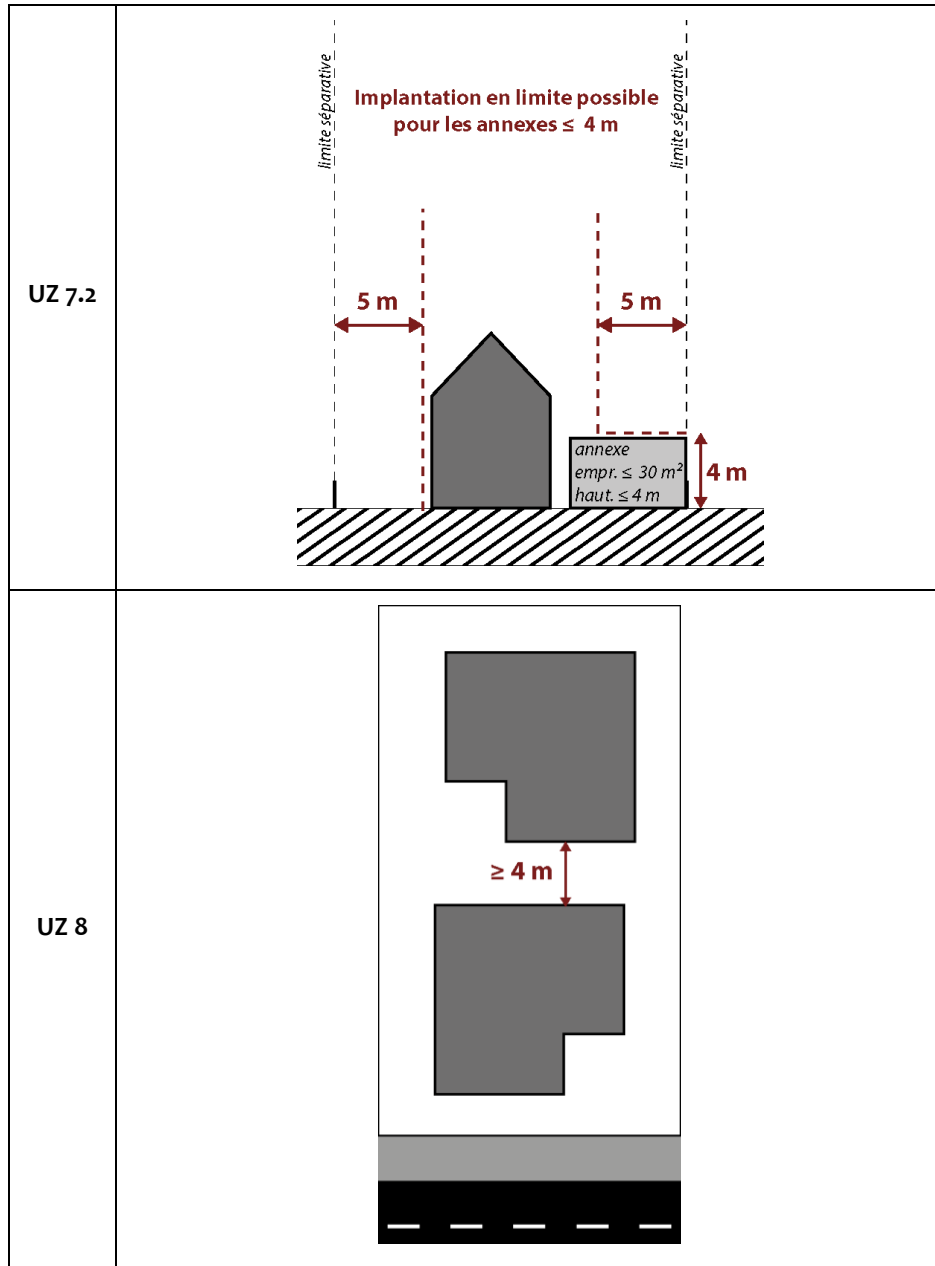 limite séparative
limite séparative
Implantation en limite possible
pour les annexes ≤ 4 m
UZ 7.2
5 m
5 m
annexe
empr. ≤ 30 m²
haut. ≤ 4 m
4 m
≥ 4 m
UZ 8